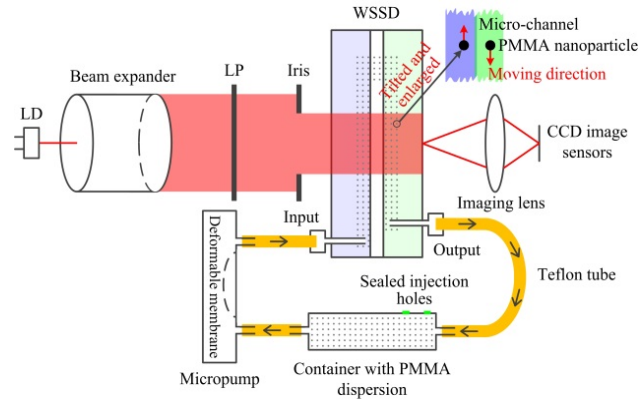 WSSD
Micro-channel
PMMA nanoparticle
Moving direction
Tilted and
enlarged
Beam expander
LP
Iris
LD
CCD image
sensors
Imaging lens
Input
Output
Deformable membrane
Sealed injection
holes
Teflon tube
Micropump
Container with PMMA
dispersion